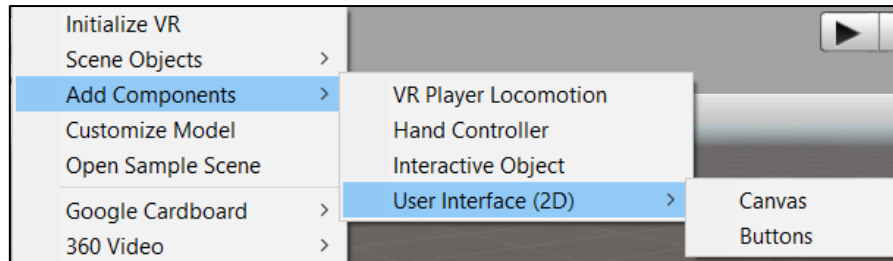 Initialize VR
Scene Objects
Add Components
Customize Model
Open Sample Scene
Google Cardboard
360 Video
VR Player Locomotion
Hand Controller
Interactive Object
User Interface (2D)
Canvas
Buttons